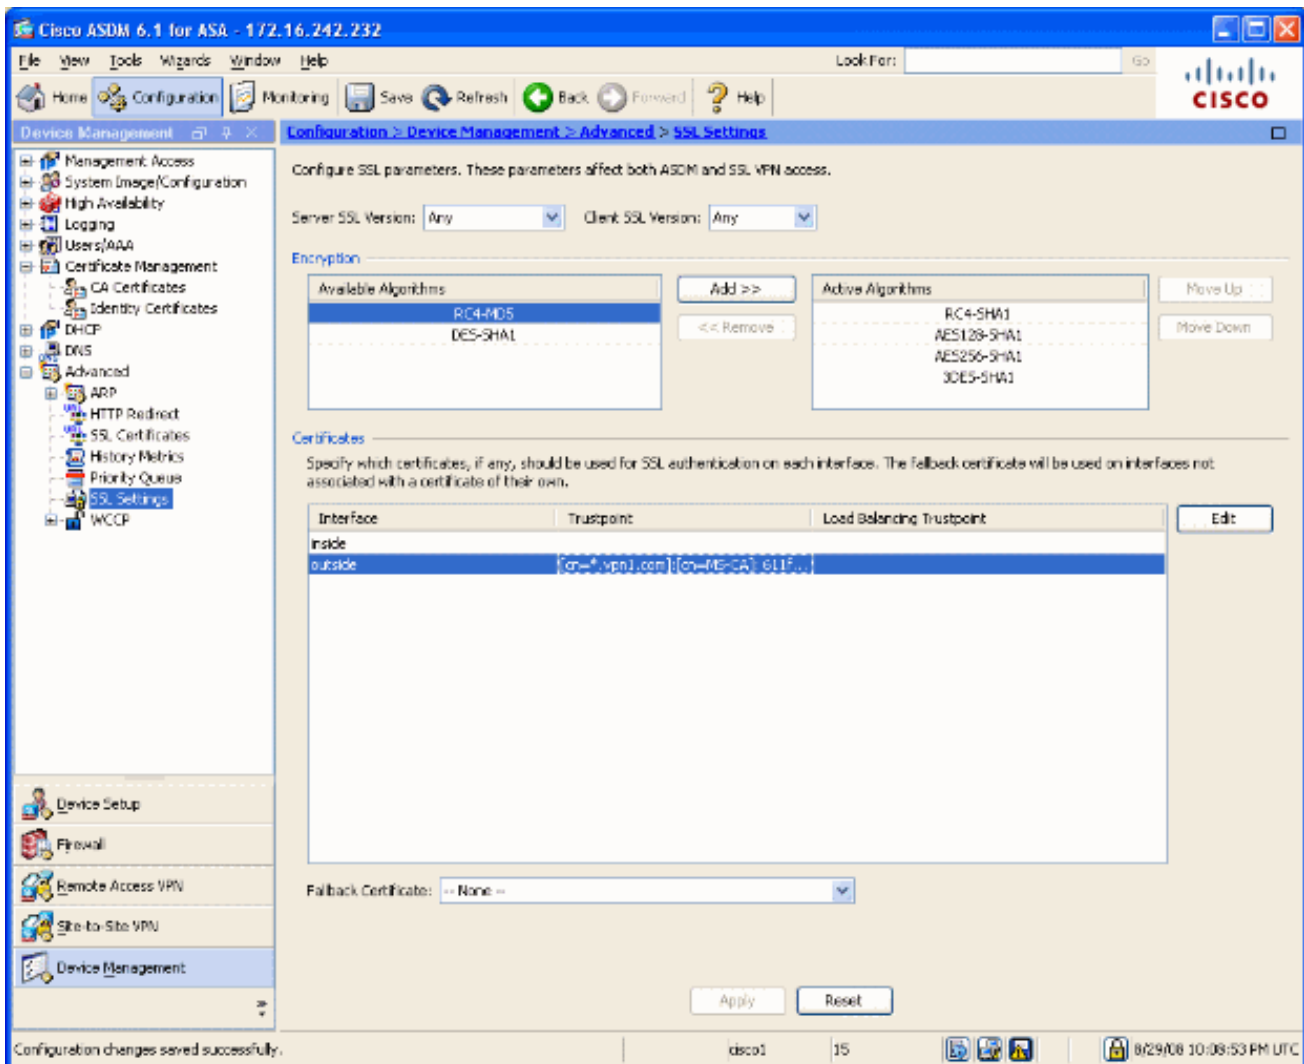 Cisco ASDM 6.1 for ASA - 172.16.242.232
File View Tools Wizards Window Help
Look For:
Go
Home Configuration Monitoring Save Refresh Back Forward Help
CISCO
Device Management
Configuration > Device Management > Advanced > SSL Settings
Management Access
System Image/Configuration
High Availability
Logging
Users/AAA
Certificate Management
CA Certificates
Identity Certificates
DHCP
DNS
Advanced
ARP
HTTP Redirect
SSL Certificates
History Metrics
Priority Queue
SSL Settings
WCCP
Device Setup
Firewall
Remote Access VPN
Site-to-Site VPN
Device Management
Configure SSL parameters. These parameters affect both ASDM and SSL VPN access.
Server SSL Version: Any Client SSL Version: Any
Encryption
Available Algorithms
RC4-MD5
DES-SHA1
Add >>
<< Remove
Active Algorithms
RC4-SHA1
AES128-SHA1
AES256-SHA1
3DES-SHA1
Move Up
Move Down
Certificates
Specify which certificates, if any, should be used for SSL authentication on each interface. The fallback certificate will be used on interfaces not
associated with a certificate of their own.
Interface Trustpoint Load Balancing Trustpoint
inside
outside [cn=*.vpn1.com]:[cn=MS-CA]: 611f...
Edit
Fallback Certificate: -- None --
Apply Reset
Configuration changes saved successfully. cisco1 15 8/29/08 10:08:53 PM UTC